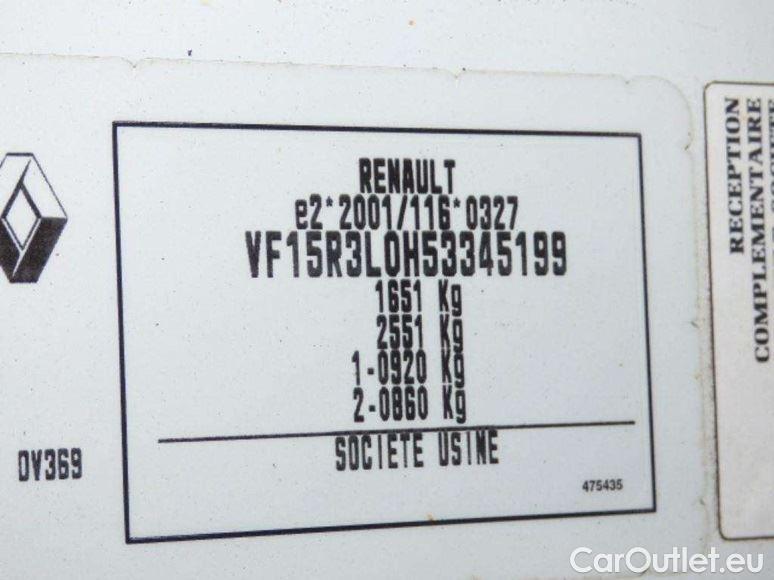 RENAULT
e2*2001/116*0327
VF15R3L0H53345199
1651 Kg
2551 Kg
1-0920 Kg
2-0860 Kg
SOCIETE USINE
475435
DV369
RECEPTION
COMPLEMENTAIRE
CarOutlet.eu